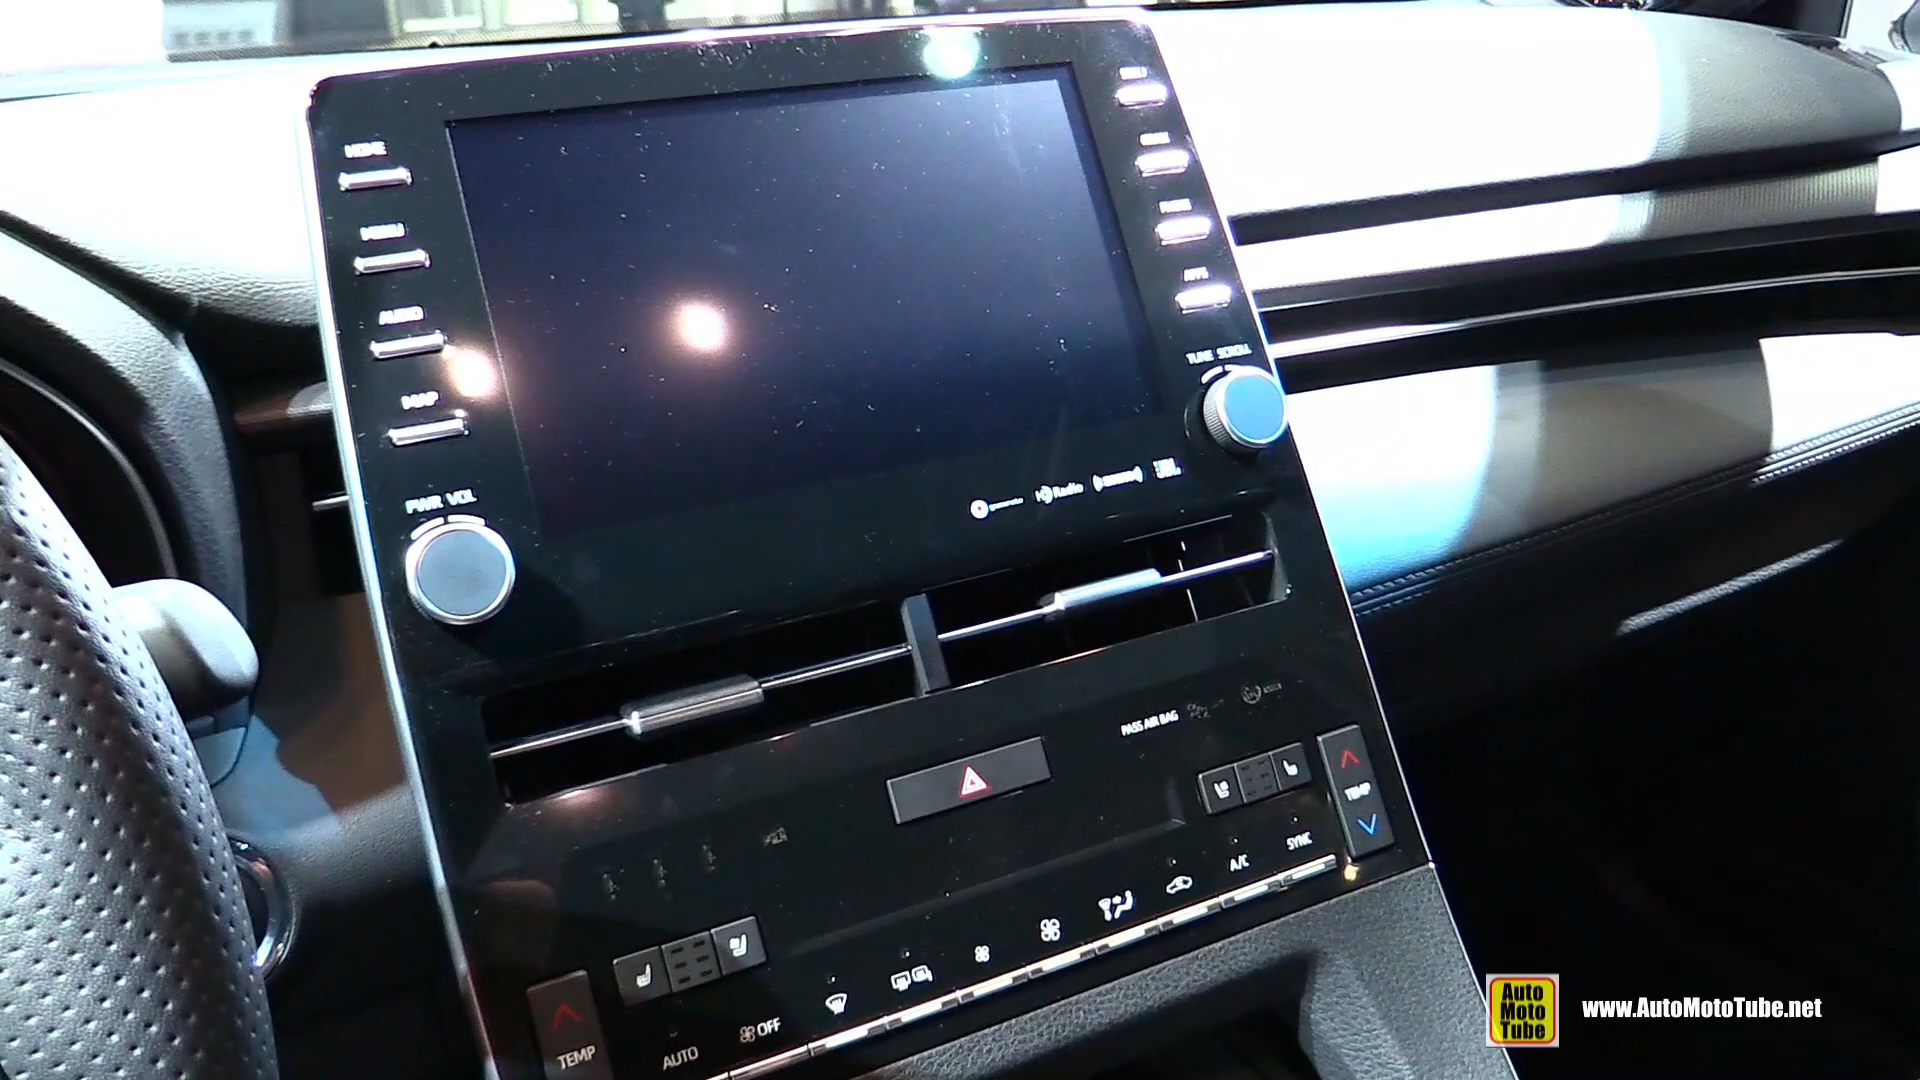 HOME
MENU
AUDIO
MAP
PWR VOL
APPS
TUNE SCROLL
HD Radio
JBL
PASS AIR BAG
TEMP
SYNC
A/C
OFF
AUTO
TEMP
Auto
Moto
Tube
www.AutoMotoTube.net